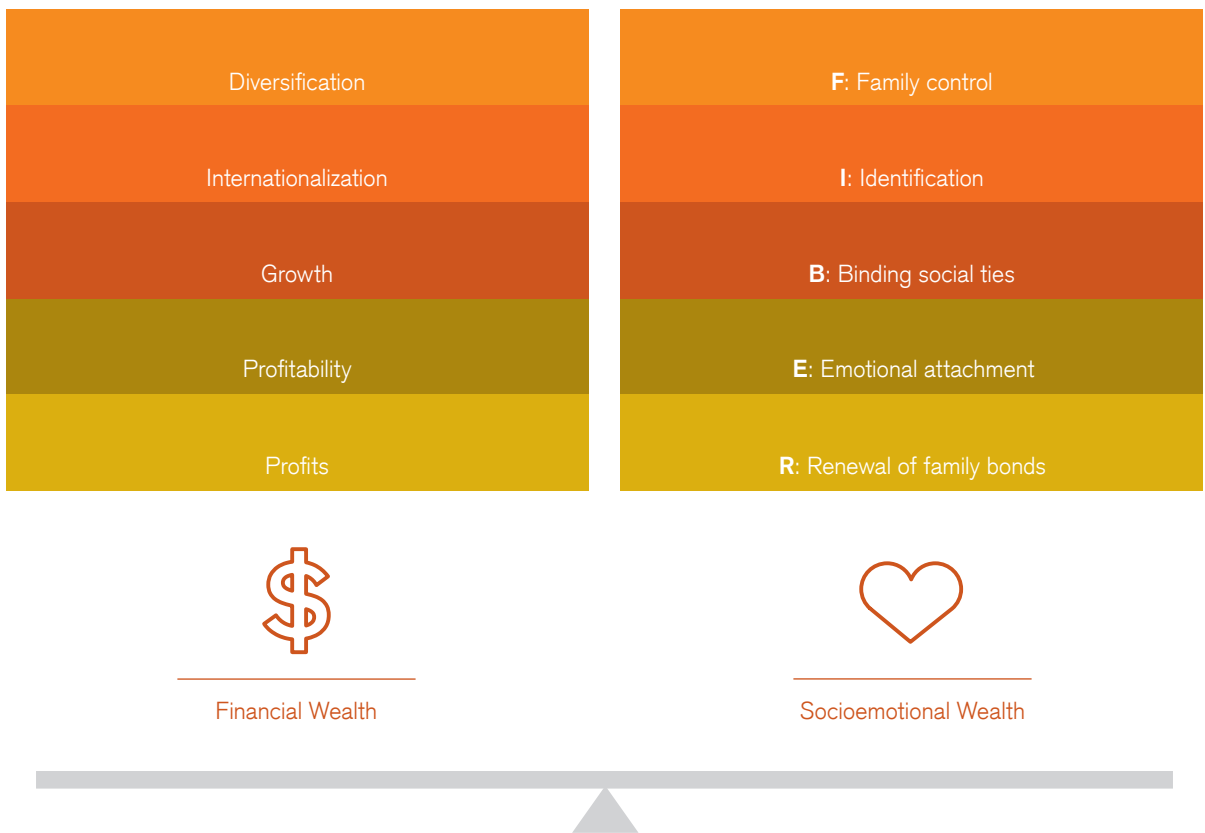 Diversification
Internationalization
Growth
Profitability
Profits
Financial Wealth
F: Family control
I: Identification
B: Binding social ties
E: Emotional attachment
R: Renewal of family bonds
Socioemotional Wealth